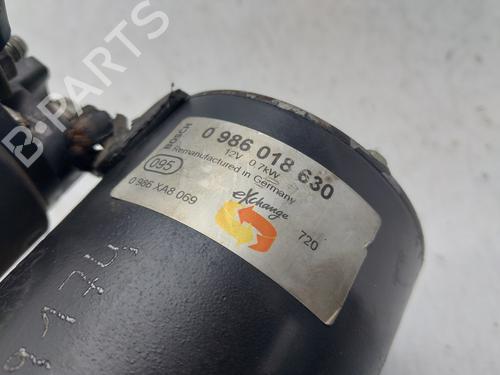 B-PARTS
BOSCH
0 986 018 630
12V 0,7kW
Remanufactured in Germany
095
0 986 XA8 069
eXchange
720